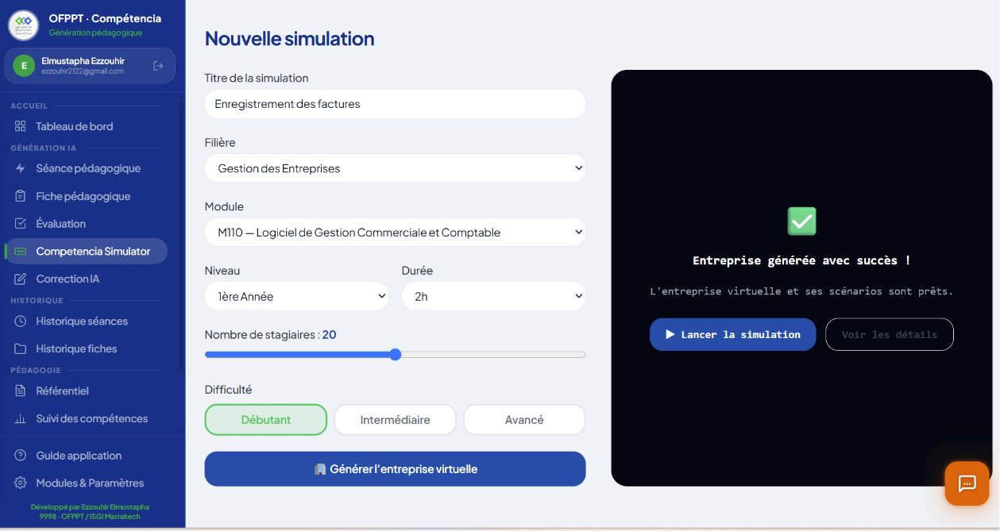 OFPPT · Compétencia
Génération pédagogique
E
Elmustapha Ezzouhir
ezzouhir2122@gmail.com
ACCUEIL
Tableau de bord
GÉNÉRATION IA
Séance pédagogique
Fiche pédagogique
Évaluation
Competencia Simulator
Correction IA
HISTORIQUE
Historique séances
Historique fiches
PÉDAGOGIE
Référentiel
Suivi des compétences
Guide application
Modules & Paramètres
Développé par Ezzouhir Elmustapha
9998 · OFPPT / ISGI Marrakech
Nouvelle simulation
Titre de la simulation
Enregistrement des factures
Filière
Gestion des Entreprises
Module
M110 — Logiciel de Gestion Commerciale et Comptable
Niveau
Durée
1ère Année
2h
Nombre de stagiaires : 20
Difficulté
Débutant
Intermédiaire
Avancé
Générer l'entreprise virtuelle
Entreprise générée avec succès !
L'entreprise virtuelle et ses scénarios sont prêts.
Lancer la simulation
Voir les détails